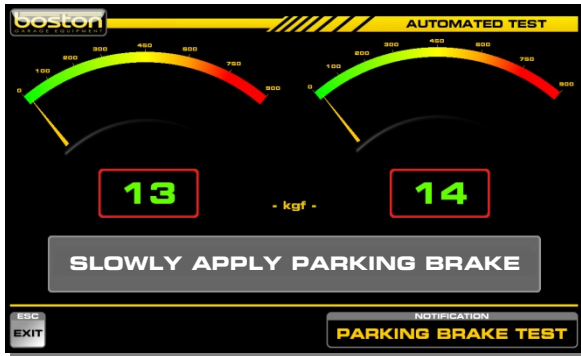 boston
GARAGE EQUIPMENT
AUTOMATED TEST
0 100 200 300 450 600 750 900
0 100 200 300 450 600 750 900
13
- kgf -
14
SLOWLY APPLY PARKING BRAKE
ESC
EXIT
NOTIFICATION
PARKING BRAKE TEST